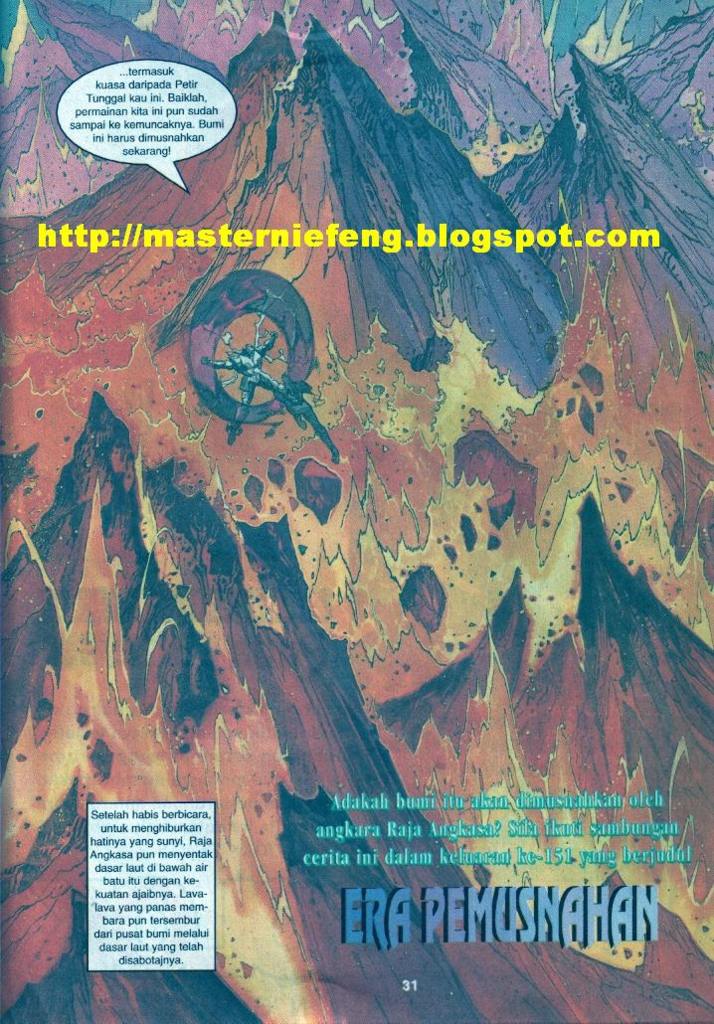 ...termasuk
kuasa daripada Petir
Tunggal kau ini. Baiklah,
permainan kita ini pun sudah
sampai ke kemuncaknya. Bumi
ini harus dimusnahkan
sekarang!
http://masterniefeng.blogspot.com
Setelah habis berbicara,
untuk menghiburkan
hatinya yang sunyi, Raja
Angkasa pun menyentak
dasar laut di bawah air
batu itu dengan ke-
kuatan ajaibnya. Lava-
lava yang panas mem-
bara pun tersembur
dari pusat bumi melalui
dasar laut yang telah
disabotajnya.
Adakah bumi itu akan dimusnahkan oleh
angkara Raja Angkasa? Sila ikuti sambungan
cerita ini dalam keluaran ke-151 yang berjudul
ERA PEMUSNAHAN
31